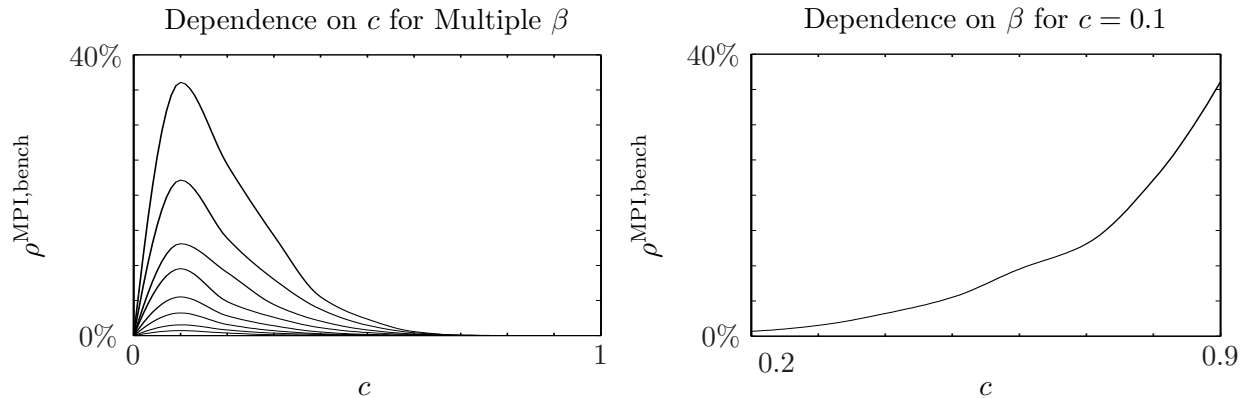 Dependence on c for Multiple β
40%
ρ^MPI,bench
0%
0
1
c
Dependence on β for c = 0.1
40%
ρ^MPI,bench
0%
0.2
0.9
c